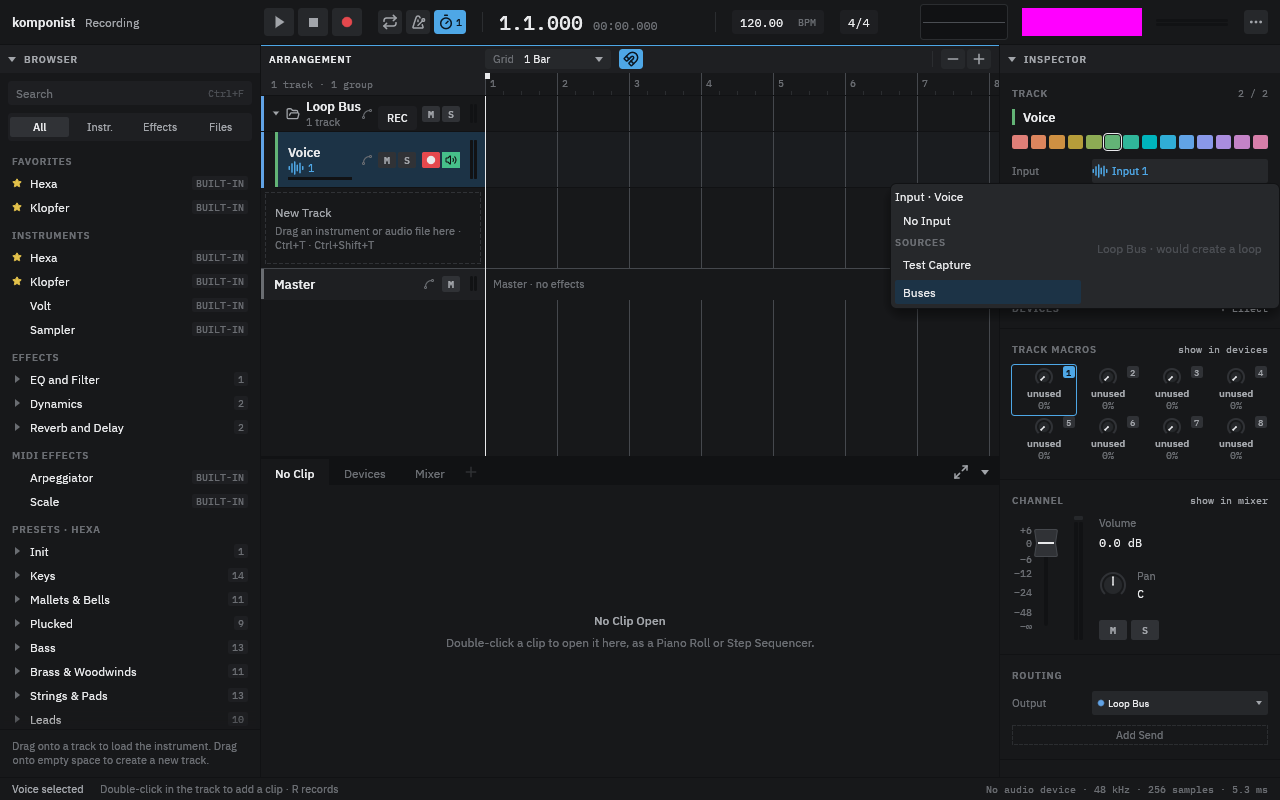 komponist Recording
1
1.1.000 00:00.000
120.00 BPM
4/4
BROWSER
Search Ctrl+F
All Instr. Effects Files
FAVORITES
Hexa BUILT-IN
Klopfer BUILT-IN
INSTRUMENTS
Hexa BUILT-IN
Klopfer BUILT-IN
Volt BUILT-IN
Sampler BUILT-IN
EFFECTS
EQ and Filter 1
Dynamics 2
Reverb and Delay 2
MIDI EFFECTS
Arpeggiator BUILT-IN
Scale BUILT-IN
PRESETS · HEXA
Init 1
Keys 14
Mallets & Bells 11
Plucked 9
Bass 13
Brass & Woodwinds 11
Strings & Pads 13
Leads 10
Drag onto a track to load the instrument. Drag
onto empty space to create a new track.
ARRANGEMENT
Grid 1 Bar
1 track · 1 group
1 2 3 4 5 6 7 8
Loop Bus
1 track
REC
M S
Voice
1
M S
New Track
Drag an instrument or audio file here ·
Ctrl+T · Ctrl+Shift+T
Master
M
Master · no effects
No Clip Devices Mixer
No Clip Open
Double-click a clip to open it here, as a Piano Roll or Step Sequencer.
INSPECTOR
TRACK 2 / 2
Voice
Input Input 1
Input · Voice
No Input
SOURCES
Loop Bus · would create a loop
Test Capture
Buses
TRACK MACROS show in devices
1 2 3 4
unused unused unused unused
0% 0% 0% 0%
5 6 7 8
unused unused unused unused
0% 0% 0% 0%
CHANNEL show in mixer
+6
0
−6
−12
−24
−48
−∞
Volume
0.0 dB
Pan
C
M S
ROUTING
Output Loop Bus
Add Send
Voice selected Double-click in the track to add a clip · R records
No audio device · 48 kHz · 256 samples · 5.3 ms